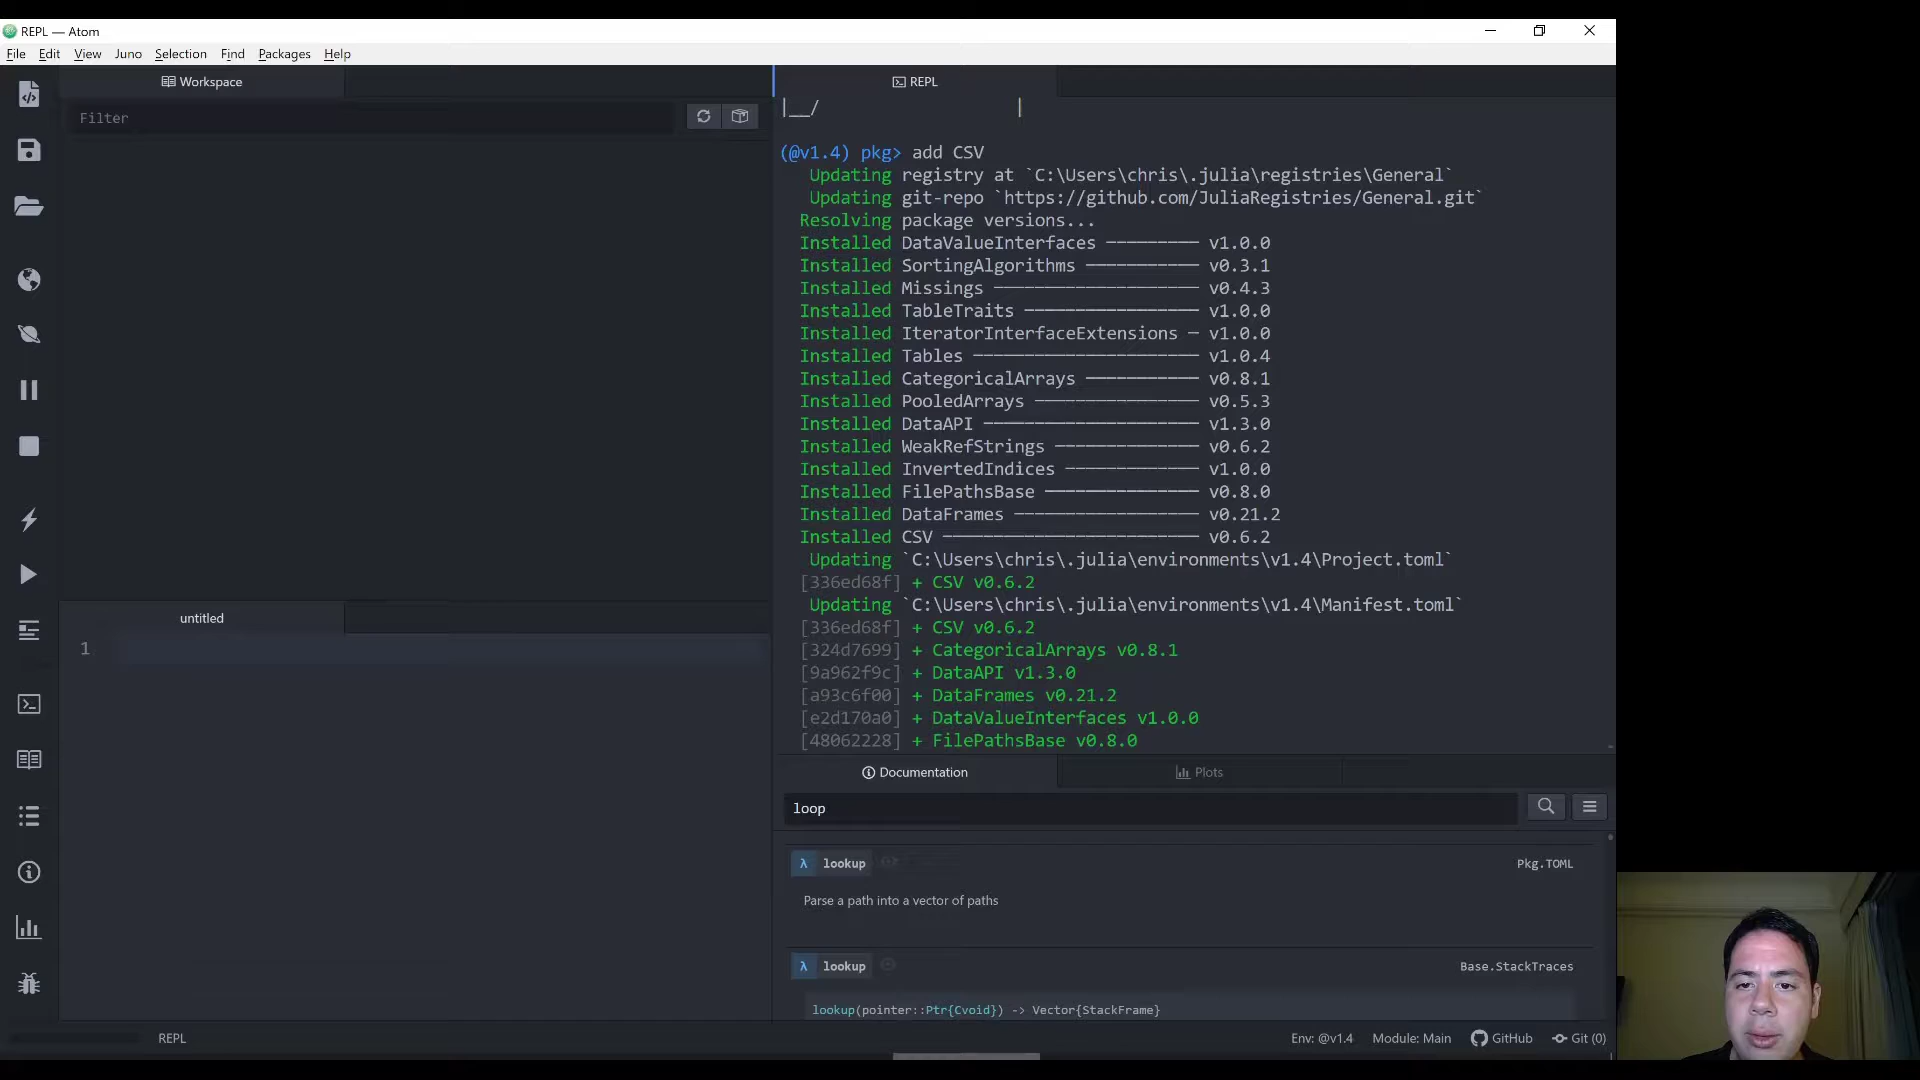 REPL — Atom
File Edit View Juno Selection Find Packages Help
Workspace
Filter
REPL
|__/                    |
(@v1.4) pkg> add CSV
Updating registry at `C:\Users\chris\.julia\registries\General`
Updating git-repo `https://github.com/JuliaRegistries/General.git`
Resolving package versions...
Installed DataValueInterfaces ───────── v1.0.0
Installed SortingAlgorithms ─────────── v0.3.1
Installed Missings ──────────────────── v0.4.3
Installed TableTraits ───────────────── v1.0.0
Installed IteratorInterfaceExtensions ─ v1.0.0
Installed Tables ────────────────────── v1.0.4
Installed CategoricalArrays ─────────── v0.8.1
Installed PooledArrays ──────────────── v0.5.3
Installed DataAPI ───────────────────── v1.3.0
Installed WeakRefStrings ────────────── v0.6.2
Installed InvertedIndices ───────────── v1.0.0
Installed FilePathsBase ─────────────── v0.8.0
Installed DataFrames ────────────────── v0.21.2
Installed CSV ───────────────────────── v0.6.2
Updating `C:\Users\chris\.julia\environments\v1.4\Project.toml`
[336ed68f] + CSV v0.6.2
Updating `C:\Users\chris\.julia\environments\v1.4\Manifest.toml`
[336ed68f] + CSV v0.6.2
[324d7699] + CategoricalArrays v0.8.1
[9a962f9c] + DataAPI v1.3.0
[a93c6f00] + DataFrames v0.21.2
[e2d170a0] + DataValueInterfaces v1.0.0
[48062228] + FilePathsBase v0.8.0
untitled
1
Documentation
Plots
loop
λ lookup Pkg.TOML
Parse a path into a vector of paths
λ lookup Base.StackTraces
lookup(pointer::Ptr{Cvoid}) -> Vector{StackFrame}
REPL
Env: @v1.4 Module: Main GitHub Git (0)